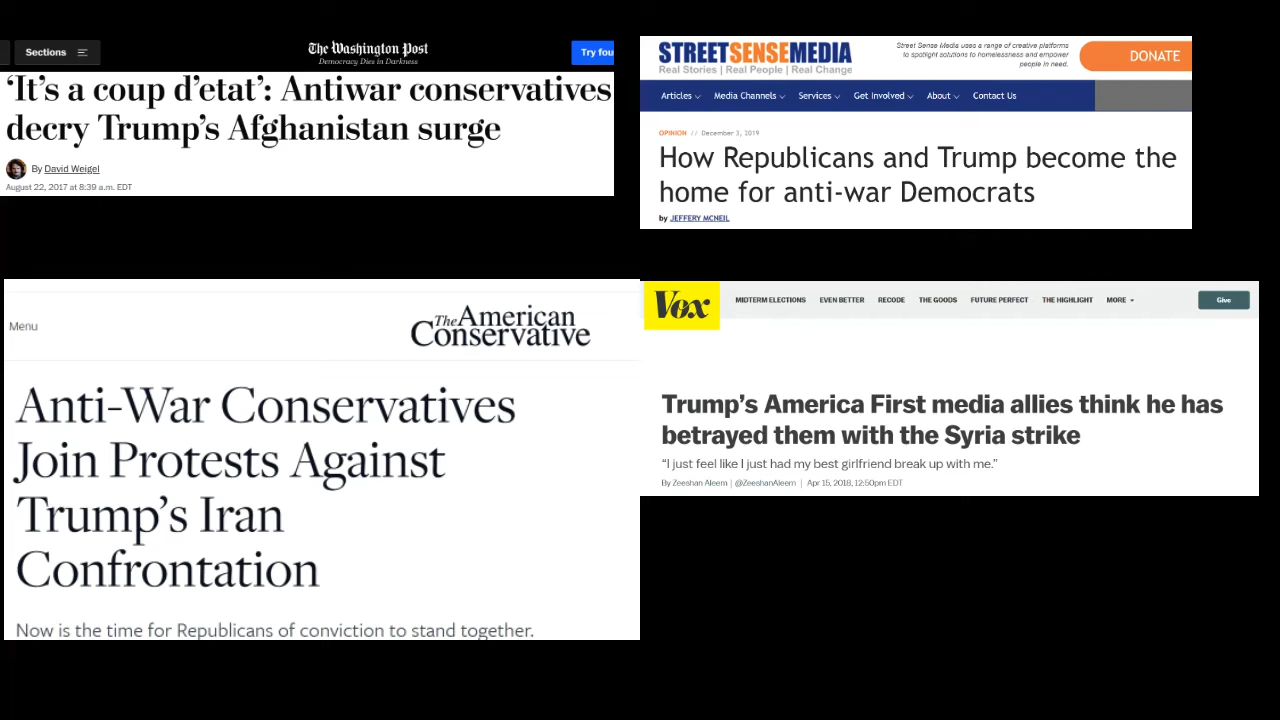 Sections
The Washington Post
Democracy Dies in Darkness
Try fou
‘It’s a coup d’etat’: Antiwar conservatives
decry Trump’s Afghanistan surge
By David Weigel
August 22, 2017 at 8:39 a.m. EDT
STREETSENSEMEDIA
Real Stories | Real People | Real Change
Street Sense Media uses a range of creative platforms
to spotlight solutions to homelessness and empower
people in need.
DONATE
Articles Media Channels Services Get Involved About Contact Us
OPINION // December 3, 2019
How Republicans and Trump become the
home for anti-war Democrats
by JEFFERY MCNEIL
Menu
The American
Conservative
Anti-War Conservatives
Join Protests Against
Trump’s Iran
Confrontation
Now is the time for Republicans of conviction to stand together.
Vox
MIDTERM ELECTIONS EVEN BETTER RECODE THE GOODS FUTURE PERFECT THE HIGHLIGHT MORE
Give
Trump’s America First media allies think he has
betrayed them with the Syria strike
“I just feel like I just had my best girlfriend break up with me.”
By Zeeshan Aleem | @ZeeshanAleem | Apr 15, 2018, 12:50pm EDT